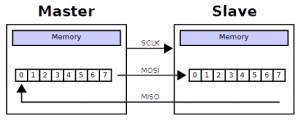 Master
Slave
Memory
SCLK
Memory
0 1 2 3 4 5 6 7
MOSI
0 1 2 3 4 5 6 7
MISO